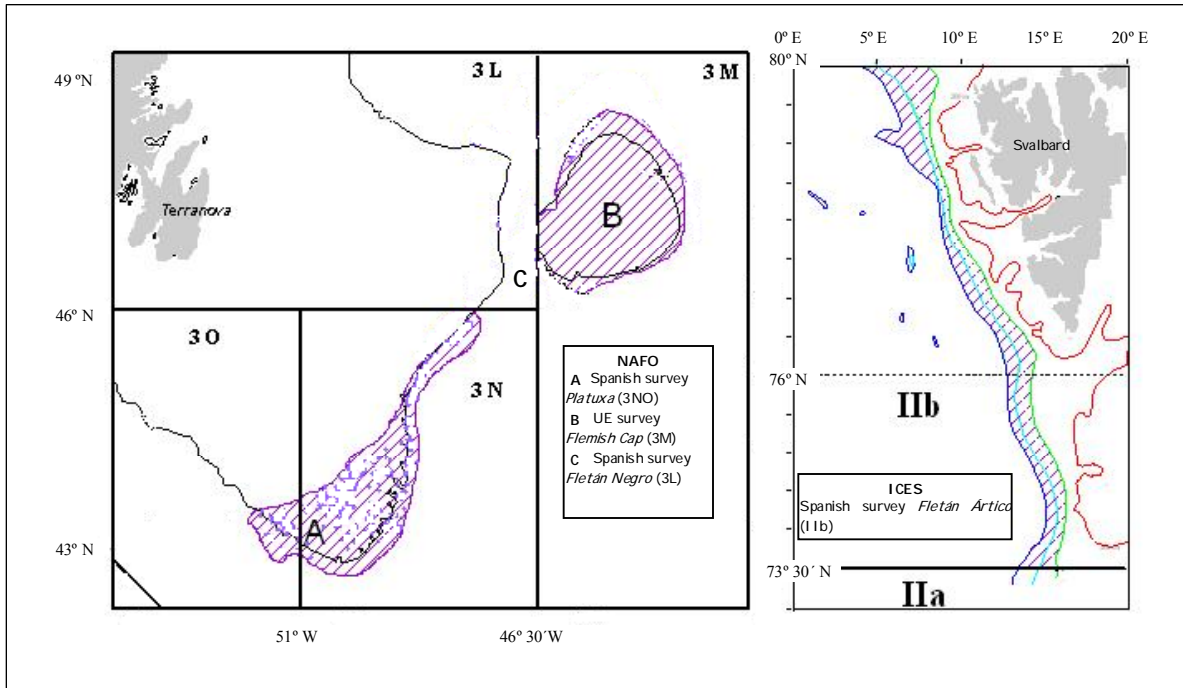 49º N
46º N
43º N
51º W
46º 30´W
3 L
3 M
Terranova
B
C
3 O
3 N
A
NAFO
A Spanish survey
Platuxa (3NO)
B UE survey
Flemish Cap (3M)
C Spanish survey
Fletán Negro (3L)
0º E
5º E
10º E
15º E
20º E
80º N
Svalbard
76º N
IIb
ICES
Spanish survey Fletán Ártico
(IIb)
73º 30´ N
IIa